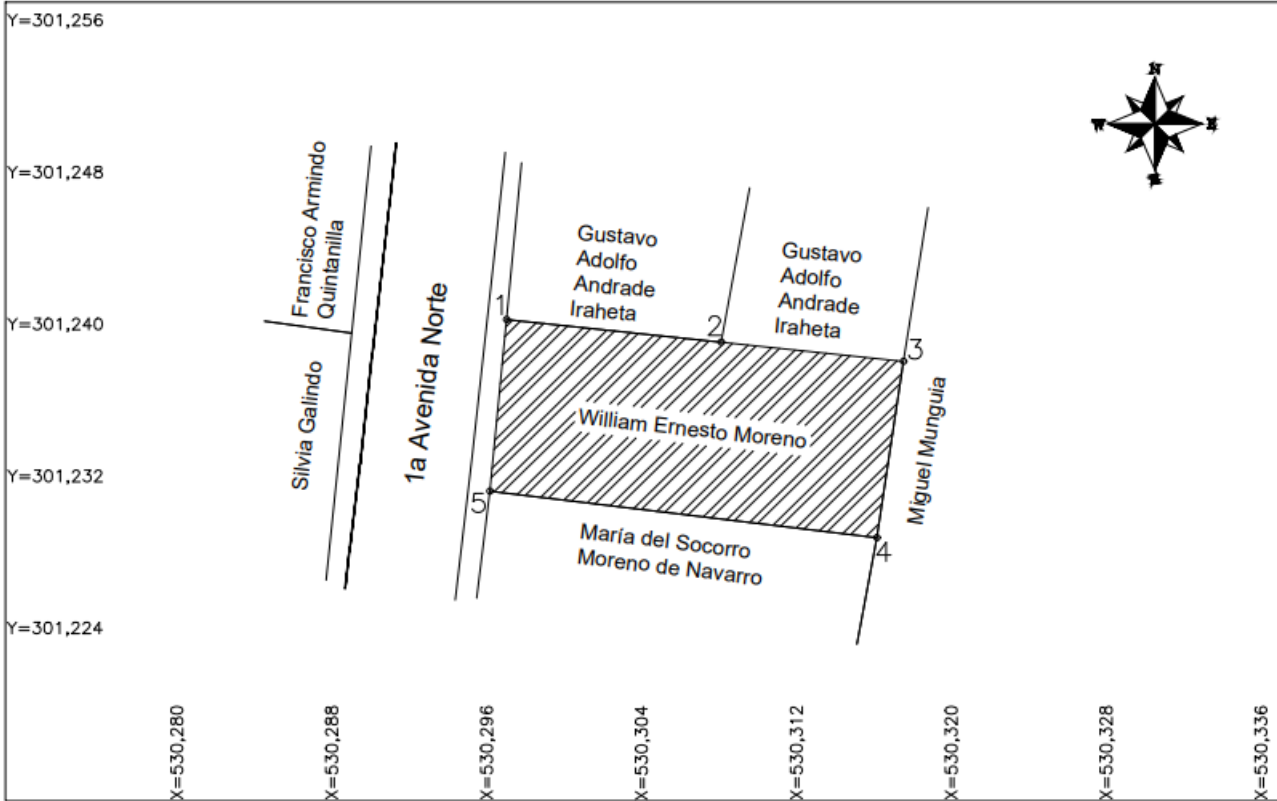 Y=301,256
N
W
E
S
Y=301,248
Francisco Armindo
Quintanilla
Gustavo
Adolfo
Andrade
Iraheta
Gustavo
Adolfo
Andrade
Iraheta
1
2
3
Y=301,240
1a Avenida Norte
Silvia Galindo
William Ernesto Moreno
Miguel Munguia
Y=301,232
5
4
María del Socorro
Moreno de Navarro
Y=301,224
X=530,280
X=530,288
X=530,296
X=530,304
X=530,312
X=530,320
X=530,328
X=530,336